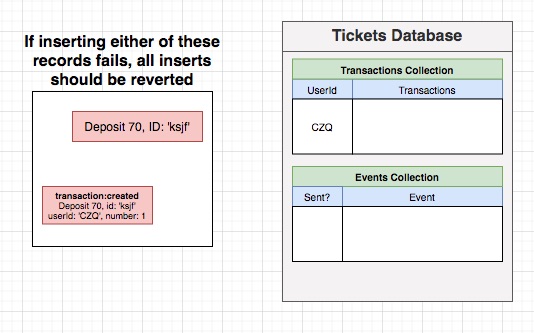 If inserting either of these
records fails, all inserts
should be reverted
Deposit 70, ID: 'ksjf'
transaction:created
Deposit 70, id: 'ksjf'
userId: 'CZQ', number: 1
Tickets Database
Transactions Collection
UserId Transactions
CZQ
Events Collection
Sent? Event